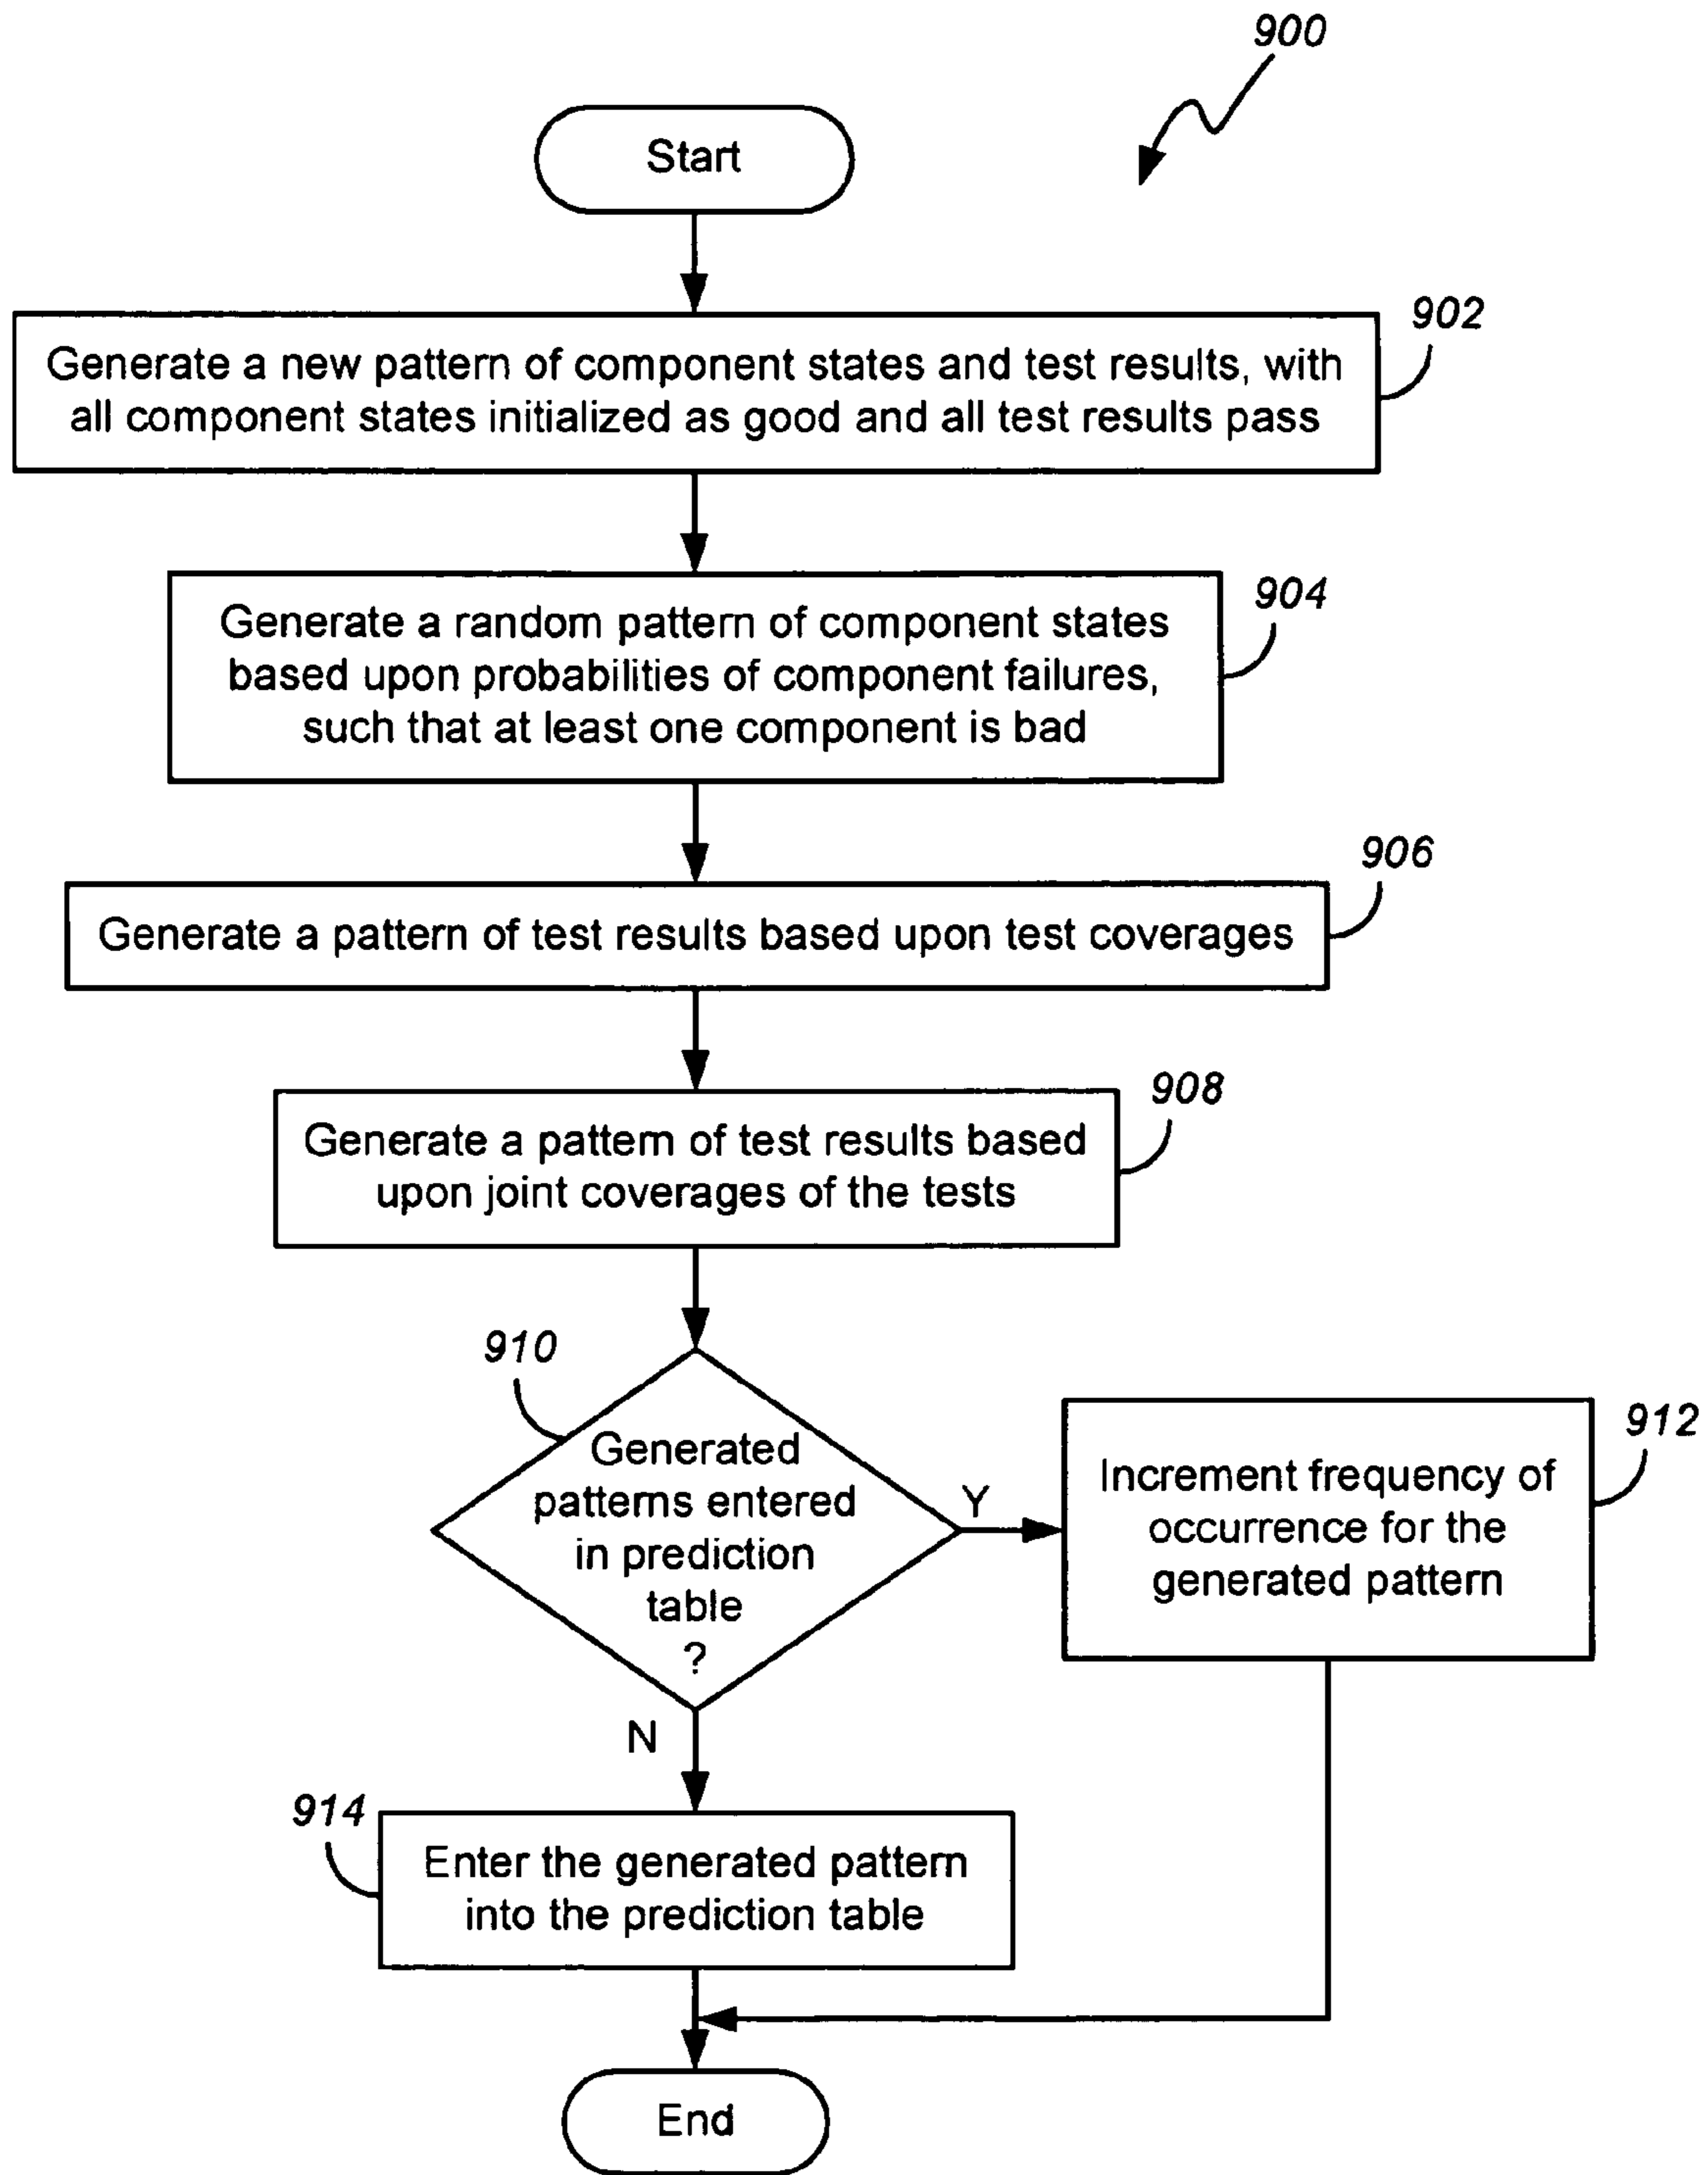 900
Start
902
Generate a new pattern of component states and test results, with
all component states initialized as good and all test results pass
904
Generate a random pattern of component states
based upon probabilities of component failures,
such that at least one component is bad
906
Generate a pattern of test results based upon test coverages
908
Generate a pattern of test results based
upon joint coverages of the tests
910
Generated
patterns entered
in prediction
table
?
Y
912
Increment frequency of
occurrence for the
generated pattern
N
914
Enter the generated pattern
into the prediction table
End